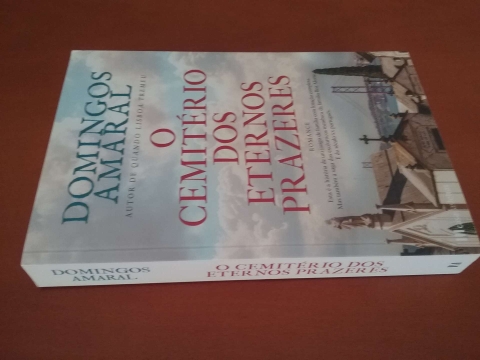 DOMINGOS
AMARAL
AUTOR DE QUANDO LISBOA TREMEU
O
CEMITÉRIO
DOS
ETERNOS
PRAZERES
ROMANCE
DOMINGOS
AMARAL
O CEMITÉRIO DOS
ETERNOS PRAZERES